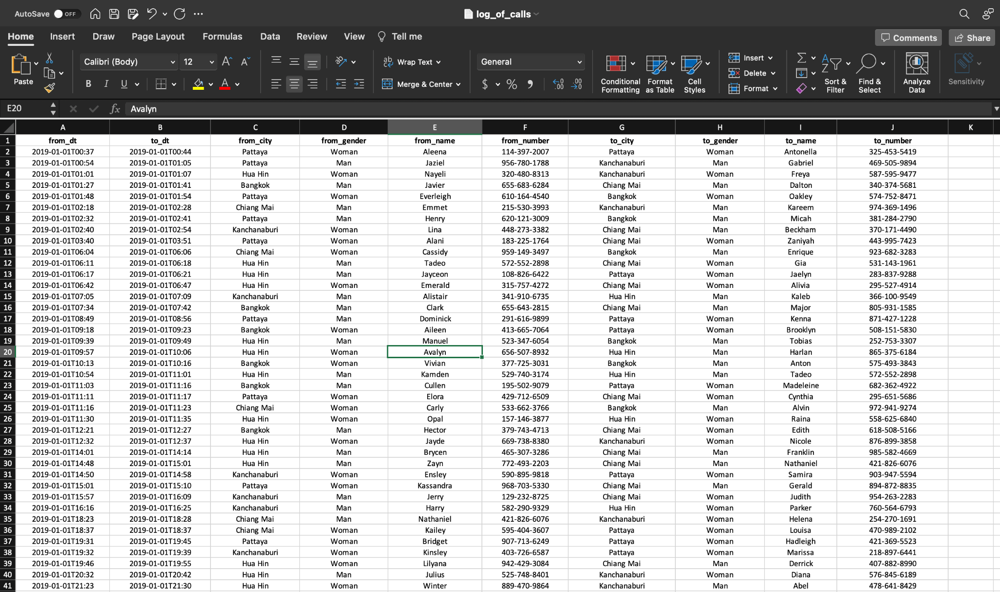 AutoSave OFF log_of_calls
Home Insert Draw Page Layout Formulas Data Review View Tell me Comments Share
Paste Calibri (Body) 12 Wrap Text General Conditional Formatting Format as Table Cell Styles Insert Sort & Filter Find & Select Analyze Data Sensitivity
B I U Merge & Center $ % Delete
Format
E20 fx Avalyn
A B C D E F G H I J K
1 from_dt to_dt from_city from_gender from_name from_number to_city to_gender to_name to_number
2 2019-01-01T00:37 2019-01-01T00:44 Pattaya Woman Aleena 114-397-2007 Pattaya Woman Antonella 325-453-5419
3 2019-01-01T00:54 2019-01-01T01:05 Pattaya Man Jaziel 956-780-1788 Kanchanaburi Man Gabriel 469-505-9894
4 2019-01-01T01:01 2019-01-01T01:07 Hua Hin Woman Nayeli 320-480-8313 Kanchanaburi Woman Freya 587-595-9477
5 2019-01-01T01:27 2019-01-01T01:41 Bangkok Man Javier 655-683-6284 Chiang Mai Man Dalton 340-374-5681
6 2019-01-01T01:48 2019-01-01T01:54 Pattaya Woman Everleigh 610-164-4540 Bangkok Woman Oakley 574-752-8471
7 2019-01-01T02:18 2019-01-01T02:28 Chiang Mai Man Emmet 215-530-3993 Kanchanaburi Man Kareem 974-369-1496
8 2019-01-01T02:32 2019-01-01T02:41 Pattaya Man Henry 620-121-3009 Bangkok Man Micah 381-284-2790
9 2019-01-01T02:40 2019-01-01T02:54 Kanchanaburi Woman Lina 448-273-3382 Chiang Mai Man Beckham 370-171-4490
10 2019-01-01T03:40 2019-01-01T03:51 Pattaya Woman Alani 183-225-1764 Chiang Mai Woman Zaniyah 443-995-7423
11 2019-01-01T06:04 2019-01-01T06:06 Chiang Mai Woman Cassidy 959-149-3497 Bangkok Man Enrique 923-682-3283
12 2019-01-01T06:11 2019-01-01T06:18 Hua Hin Man Tadeo 572-552-2898 Chiang Mai Woman Gia 531-143-1961
13 2019-01-01T06:17 2019-01-01T06:21 Hua Hin Man Jayceon 108-826-6422 Pattaya Woman Jaelyn 283-837-9288
14 2019-01-01T06:42 2019-01-01T06:47 Hua Hin Woman Emerald 315-757-4272 Chiang Mai Woman Alivia 295-527-4914
15 2019-01-01T07:05 2019-01-01T07:09 Kanchanaburi Man Alistair 341-910-6735 Hua Hin Man Kaleb 366-100-9549
16 2019-01-01T07:34 2019-01-01T07:42 Bangkok Man Clark 655-643-2815 Chiang Mai Man Major 805-931-1585
17 2019-01-01T08:49 2019-01-01T08:56 Pattaya Man Dominick 291-616-9899 Pattaya Woman Kenna 871-427-1228
18 2019-01-01T09:18 2019-01-01T09:23 Bangkok Woman Aileen 413-665-7064 Pattaya Woman Brooklyn 508-151-5830
19 2019-01-01T09:39 2019-01-01T09:49 Hua Hin Man Manuel 523-347-6054 Bangkok Man Tobias 252-753-3307
20 2019-01-01T09:57 2019-01-01T10:06 Hua Hin Woman Avalyn 656-507-8932 Hua Hin Man Harlan 865-375-6184
21 2019-01-01T10:13 2019-01-01T10:16 Bangkok Woman Vivian 377-725-3031 Bangkok Man Anton 575-493-3843
22 2019-01-01T10:54 2019-01-01T11:01 Hua Hin Man Kamden 529-740-3174 Hua Hin Man Tadeo 572-552-2898
23 2019-01-01T11:03 2019-01-01T11:16 Bangkok Man Cullen 195-502-9079 Pattaya Woman Madeleine 682-362-4922
24 2019-01-01T11:11 2019-01-01T11:17 Pattaya Woman Elora 429-712-6509 Chiang Mai Woman Cynthia 295-651-5686
25 2019-01-01T11:16 2019-01-01T11:23 Chiang Mai Woman Carly 533-662-3766 Bangkok Man Alvin 972-941-9274
26 2019-01-01T11:30 2019-01-01T11:35 Hua Hin Woman Opal 157-146-3877 Hua Hin Woman Raina 558-625-6840
27 2019-01-01T12:21 2019-01-01T12:27 Bangkok Man Hector 379-743-4713 Chiang Mai Woman Edith 618-508-5166
28 2019-01-01T12:32 2019-01-01T12:37 Hua Hin Woman Jayde 669-738-8380 Kanchanaburi Woman Nicole 876-899-3858
29 2019-01-01T14:01 2019-01-01T14:14 Hua Hin Man Brycen 465-307-3286 Chiang Mai Man Franklin 985-582-4669
30 2019-01-01T14:48 2019-01-01T15:01 Hua Hin Man Zayn 772-493-2203 Chiang Mai Man Nathaniel 421-826-6076
31 2019-01-01T14:50 2019-01-01T14:58 Kanchanaburi Woman Ensley 590-895-9818 Pattaya Woman Samira 903-947-5594
32 2019-01-01T15:01 2019-01-01T15:10 Pattaya Woman Kassandra 968-703-5330 Chiang Mai Man Gerald 894-872-8835
33 2019-01-01T15:57 2019-01-01T16:09 Kanchanaburi Man Jerry 129-232-8725 Chiang Mai Woman Judith 954-263-2283
34 2019-01-01T16:16 2019-01-01T16:25 Kanchanaburi Man Harry 582-290-9329 Hua Hin Woman Parker 760-564-6793
35 2019-01-01T18:23 2019-01-01T18:28 Chiang Mai Man Nathaniel 421-826-6076 Kanchanaburi Woman Helena 254-270-1691
36 2019-01-01T18:37 2019-01-01T18:37 Chiang Mai Woman Kailey 595-404-3607 Pattaya Woman Louisa 470-989-2102
37 2019-01-01T19:31 2019-01-01T19:45 Pattaya Woman Bridget 907-713-6249 Pattaya Woman Hadleigh 421-369-5523
38 2019-01-01T19:32 2019-01-01T19:39 Kanchanaburi Woman Kinsley 403-726-6587 Pattaya Woman Marissa 218-897-6441
39 2019-01-01T19:46 2019-01-01T19:55 Hua Hin Woman Lilyana 942-429-3084 Chiang Mai Man Derrick 407-882-8990
40 2019-01-01T20:32 2019-01-01T20:42 Hua Hin Man Julius 525-748-8401 Kanchanaburi Woman Diana 576-845-6189
41 2019-01-01T21:23 2019-01-01T21:30 Hua Hin Woman Winter 889-470-9864 Kanchanaburi Man Abel 478-641-8429